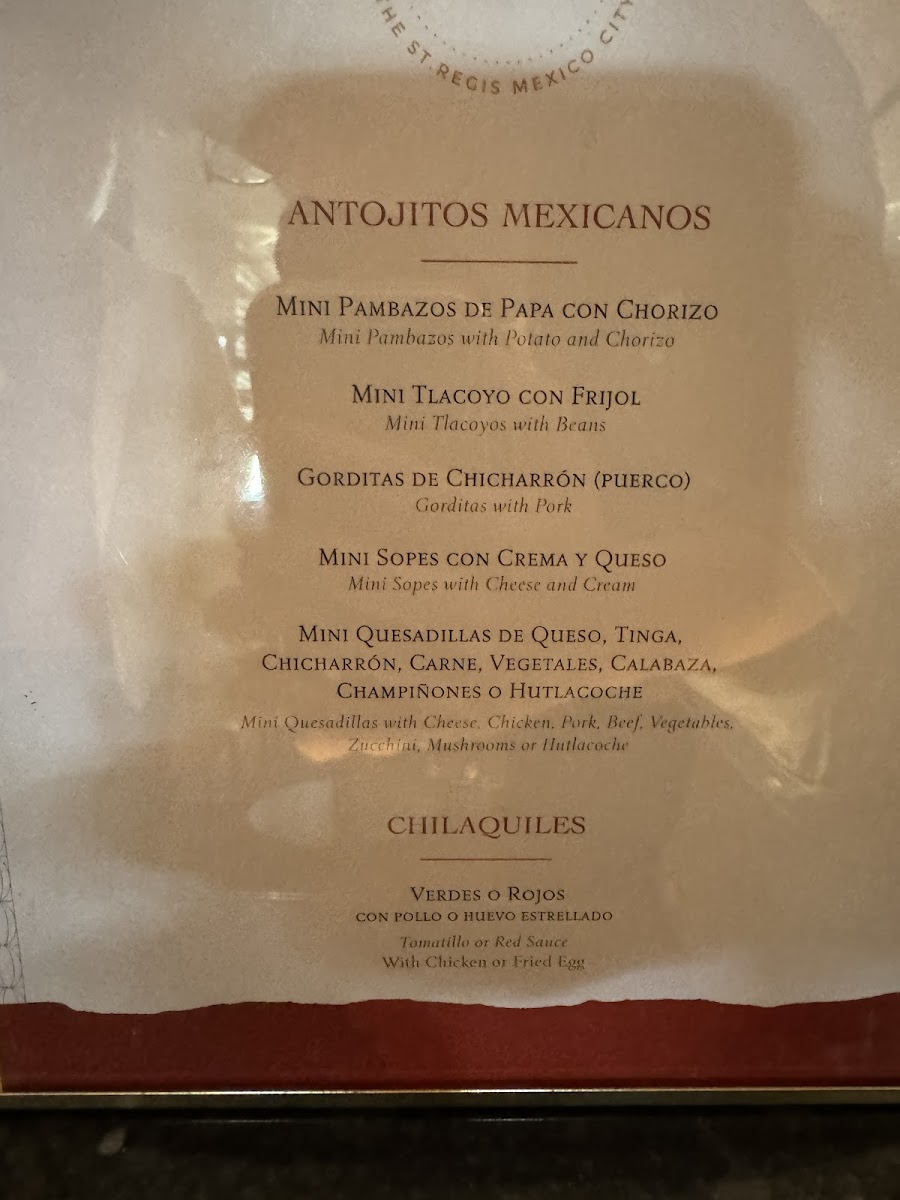 THE ST. REGIS MEXICO CITY
ANTOJITOS MEXICANOS
MINI PAMBAZOS DE PAPA CON CHORIZO
Mini Pambazos with Potato and Chorizo
MINI TLACOYO CON FRIJOL
Mini Tlacoyos with Beans
GORDITAS DE CHICHARRÓN (PUERCO)
Gorditas with Pork
MINI SOPES CON CREMA Y QUESO
Mini Sopes with Cheese and Cream
MINI QUESADILLAS DE QUESO, TINGA,
CHICHARRÓN, CARNE, VEGETALES, CALABAZA,
CHAMPIÑONES O HUTLACOCHE
Mini Quesadillas with Cheese, Chicken, Pork, Beef, Vegetables,
Zucchini, Mushrooms or Hutlacoche
CHILAQUILES
VERDES O ROJOS
CON POLLO O HUEVO ESTRELLADO
Tomatillo or Red Sauce
With Chicken or Fried Egg